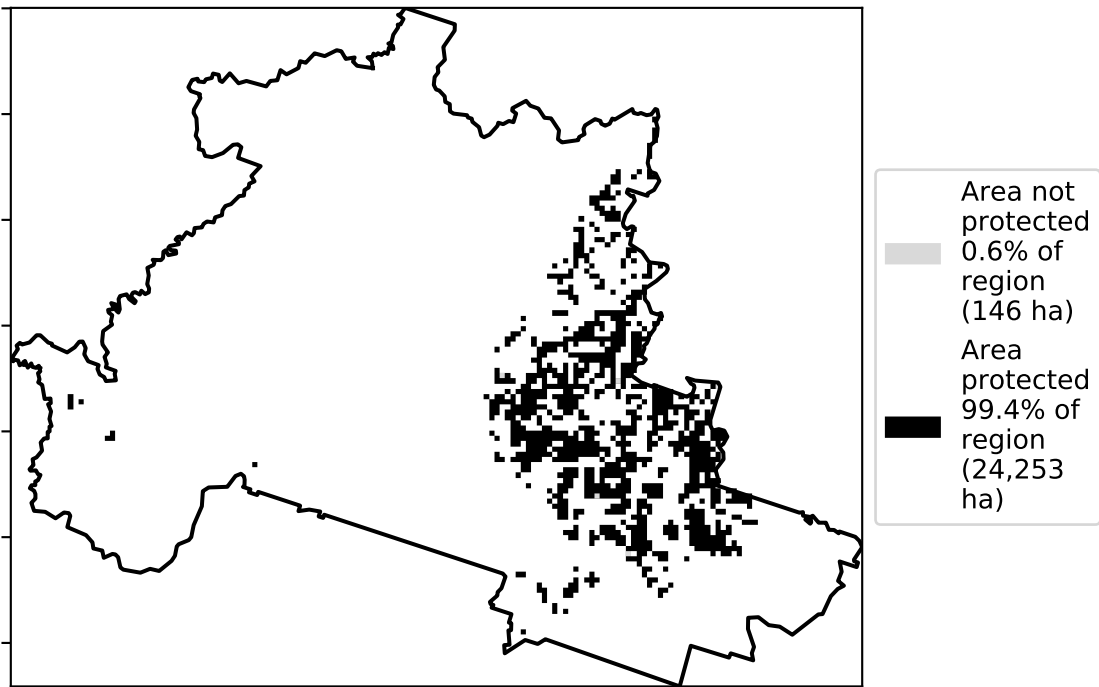 Area not
protected
0.6% of
region
(146 ha)
Area
protected
99.4% of
region
(24,253
ha)